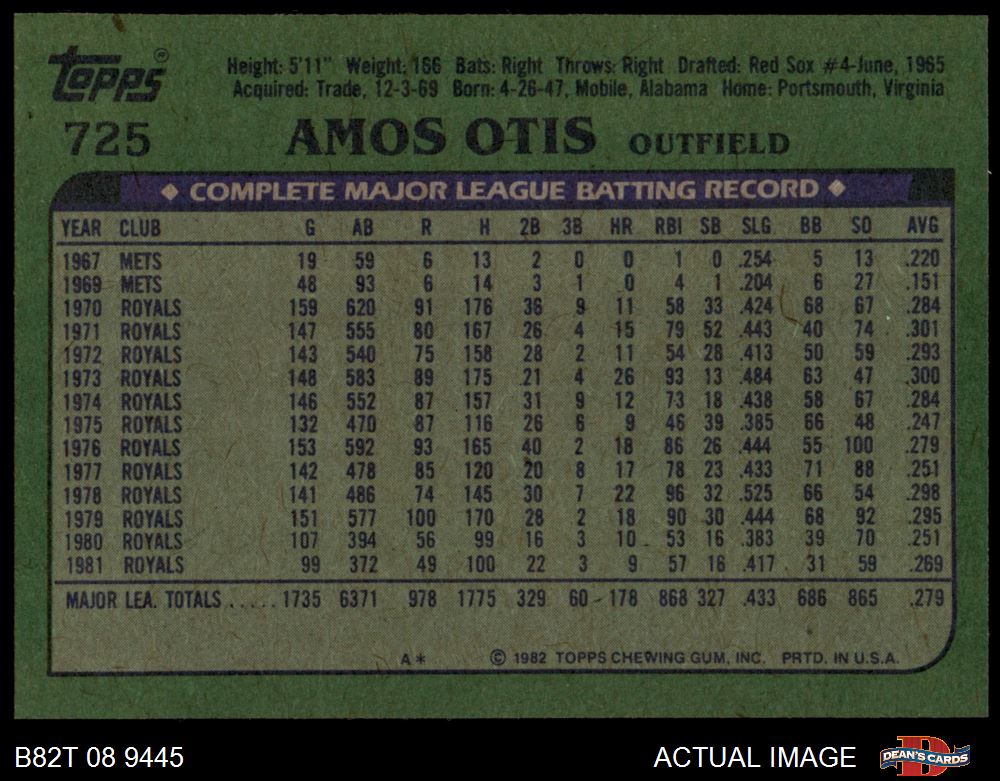 Topps®
Height: 5'11" Weight: 166 Bats: Right Throws: Right Drafted: Red Sox #4-June, 1965
Acquired: Trade, 12-3-69 Born: 4-26-47, Mobile, Alabama Home: Portsmouth, Virginia
725 AMOS OTIS OUTFIELD
◆ COMPLETE MAJOR LEAGUE BATTING RECORD ◆
YEAR CLUB G AB R H 2B 3B HR RBI SB SLG BB SO AVG
1967 METS 19 59 6 13 2 0 0 1 0 .254 5 13 .220
1969 METS 48 93 6 14 3 1 0 4 1 .204 6 27 .151
1970 ROYALS 159 620 91 176 36 9 11 58 33 .424 68 67 .284
1971 ROYALS 147 555 80 167 26 4 15 79 52 .443 40 74 .301
1972 ROYALS 143 540 75 158 28 2 11 54 28 .413 50 59 .293
1973 ROYALS 148 583 89 175 21 4 26 93 13 .484 63 47 .300
1974 ROYALS 146 552 87 157 31 9 12 73 18 .438 58 67 .284
1975 ROYALS 132 470 87 116 26 6 9 46 39 .385 66 48 .247
1976 ROYALS 153 592 93 165 40 2 18 86 26 .444 55 100 .279
1977 ROYALS 142 478 85 120 20 8 17 78 23 .433 71 88 .251
1978 ROYALS 141 486 74 145 30 7 22 96 32 .525 66 54 .298
1979 ROYALS 151 577 100 170 28 2 18 90 30 .444 68 92 .295
1980 ROYALS 107 394 56 99 16 3 10 53 16 .383 39 70 .251
1981 ROYALS 99 372 49 100 22 3 9 57 16 .417 31 59 .269
MAJOR LEA. TOTALS ..... 1735 6371 978 1775 329 60 178 868 327 .433 686 865 .279
A* © 1982 TOPPS CHEWING GUM, INC. PRTD. IN U.S.A.
B82T 08 9445 ACTUAL IMAGE DEAN'S CARDS